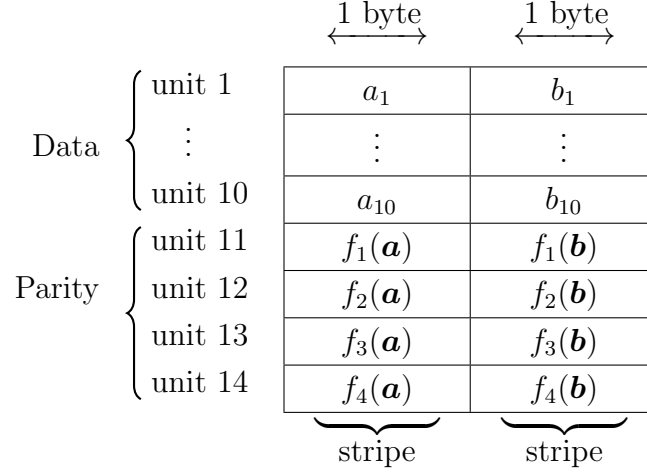 1 byte 1 byte
unit 1 a₁ b₁
Data ⋮ ⋮ ⋮
unit 10 a₁₀ b₁₀
unit 11 f₁(a) f₁(b)
Parity unit 12 f₂(a) f₂(b)
unit 13 f₃(a) f₃(b)
unit 14 f₄(a) f₄(b)
stripe stripe